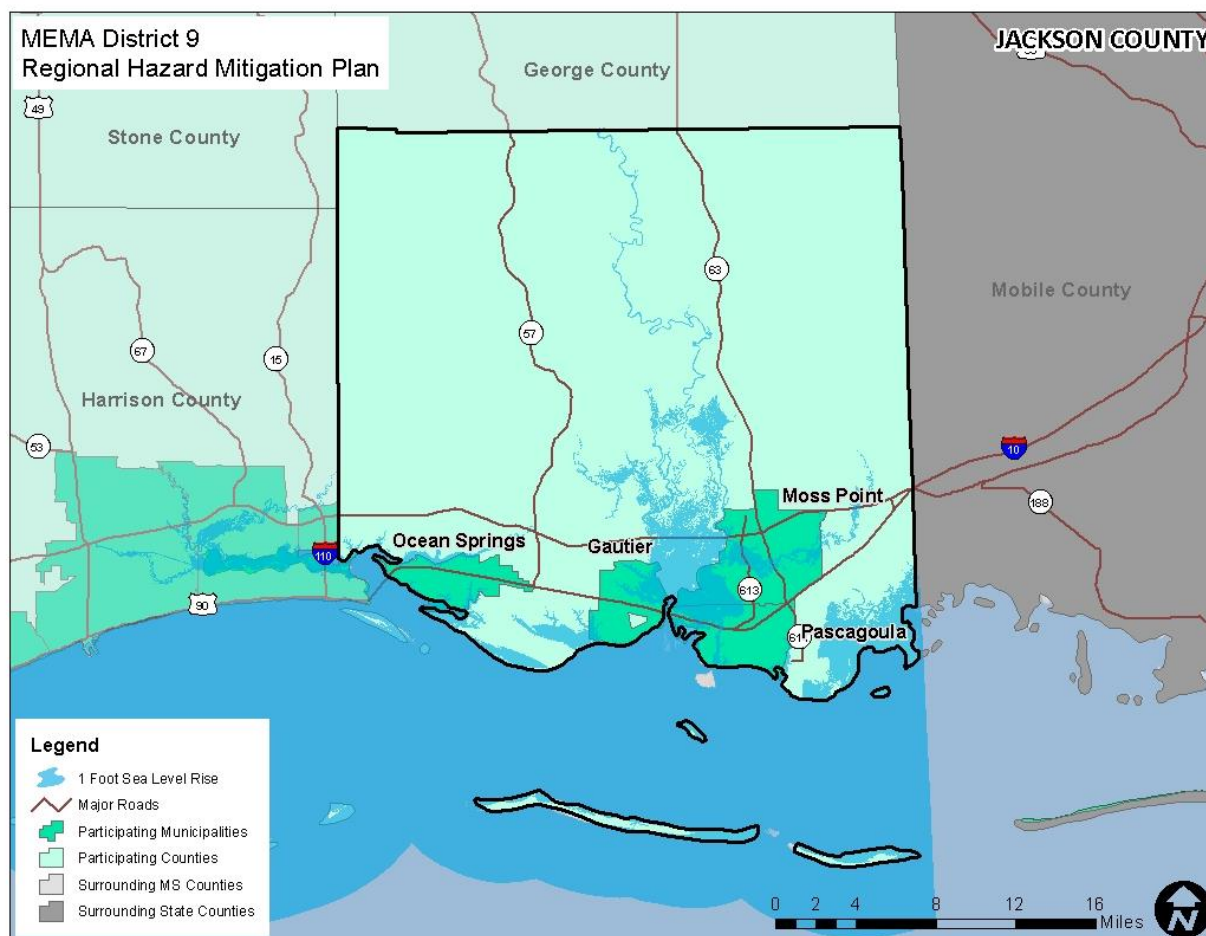 MEMA District 9
Regional Hazard Mitigation Plan
JACKSON COUNTY
George County
49
Stone County
63
Mobile County
57
67
15
Harrison County
53
10
Moss Point
188
Ocean Springs
Gautier
110
613
90
Pascagoula
Legend
1 Foot Sea Level Rise
Major Roads
Participating Municipalities
Participating Counties
Surrounding MS Counties
Surrounding State Counties
0 2 4 8 12 16
Miles
N